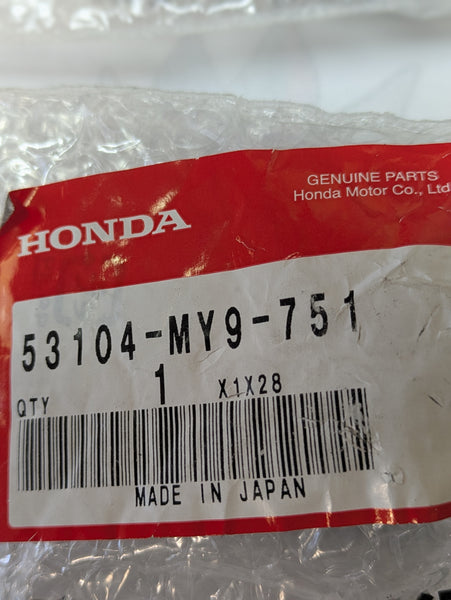 GENUINE PARTS
Honda Motor Co., Ltd.
HONDA
53104-MY9-751
QTY 1 X1X28
MADE IN JAPAN